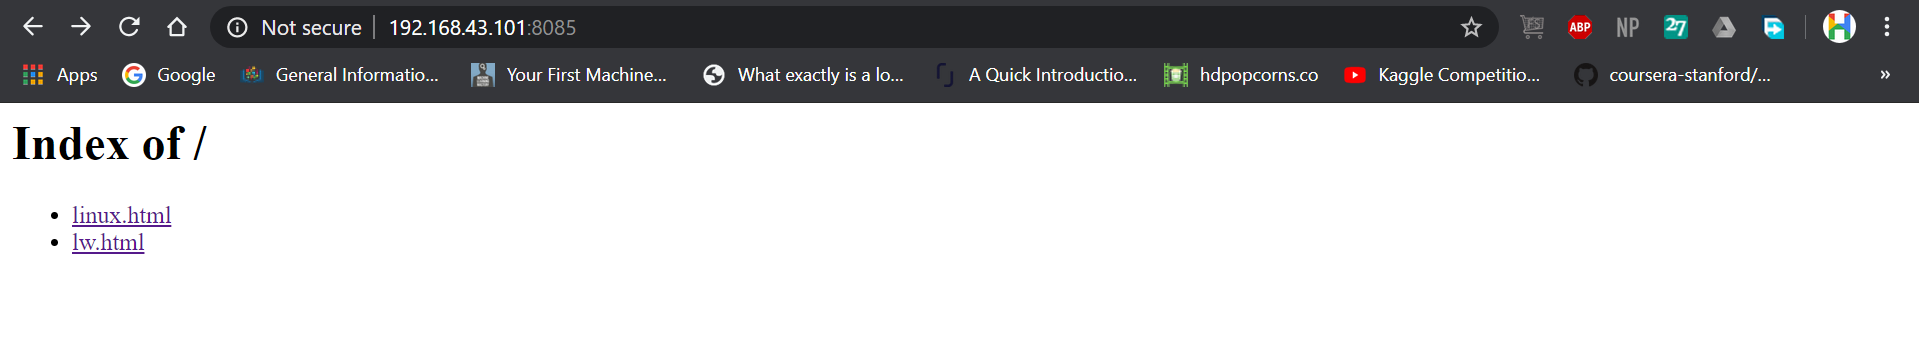 Not secure | 192.168.43.101:8085 FS ABP NP 27
Apps Google General Informatio... Your First Machine... What exactly is a lo... A Quick Introductio... hdpopcorns.co Kaggle Competitio... coursera-stanford/... »
Index of /
• linux.html
• lw.html